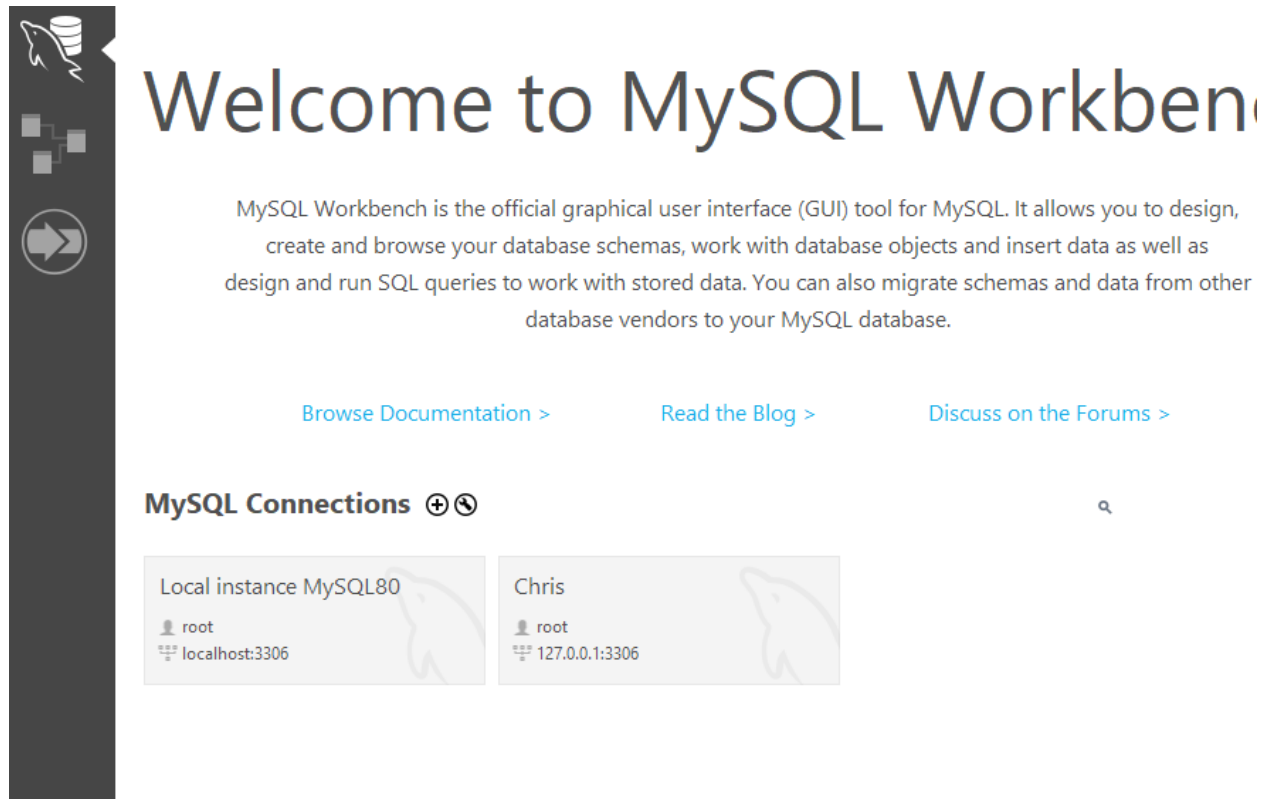 Welcome to MySQL Workben
MySQL Workbench is the official graphical user interface (GUI) tool for MySQL. It allows you to design,
create and browse your database schemas, work with database objects and insert data as well as
design and run SQL queries to work with stored data. You can also migrate schemas and data from other
database vendors to your MySQL database.
Browse Documentation > Read the Blog > Discuss on the Forums >
MySQL Connections
Local instance MySQL80
root
localhost:3306
Chris
root
127.0.0.1:3306